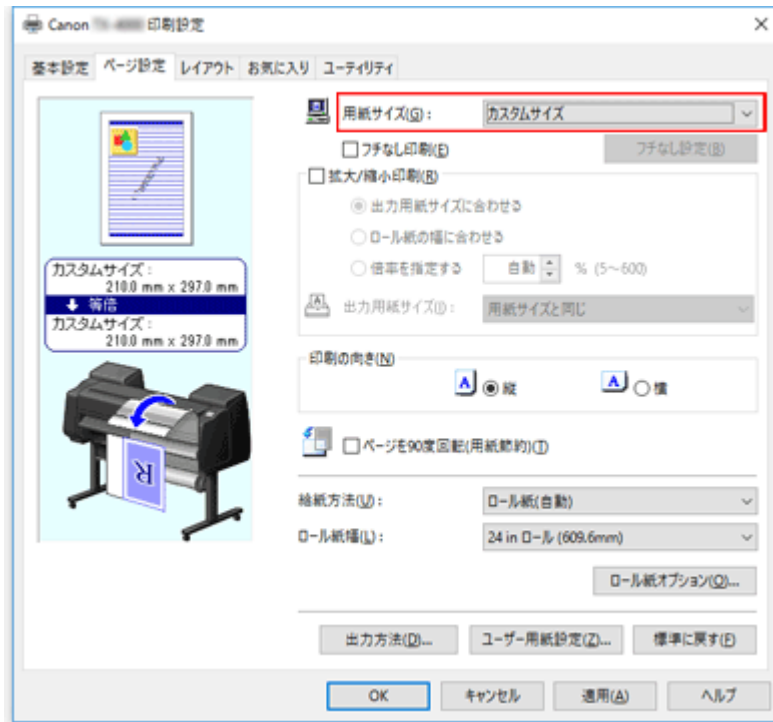 Canon 印刷設定
基本設定 ページ設定 レイアウト お気に入り ユーティリティ
用紙サイズ(G): カスタムサイズ
フチなし印刷(E) フチなし設定(B)
拡大/縮小印刷(R)
出力用紙サイズに合わせる
ロール紙の幅に合わせる
倍率を指定する 自動 % (5~600)
出力用紙サイズ(I): 用紙サイズと同じ
カスタムサイズ:
210.0 mm x 297.0 mm
等倍
カスタムサイズ:
210.0 mm x 297.0 mm
印刷の向き(N)
A 縦 A 横
ページを90度回転(用紙節約)(T)
R
給紙方法(U): ロール紙(自動)
ロール紙幅(L): 24 in ロール (609.6mm)
ロール紙オプション(O)...
出力方法(D)... ユーザー用紙設定(Z)... 標準に戻す(F)
OK キャンセル 適用(A) ヘルプ